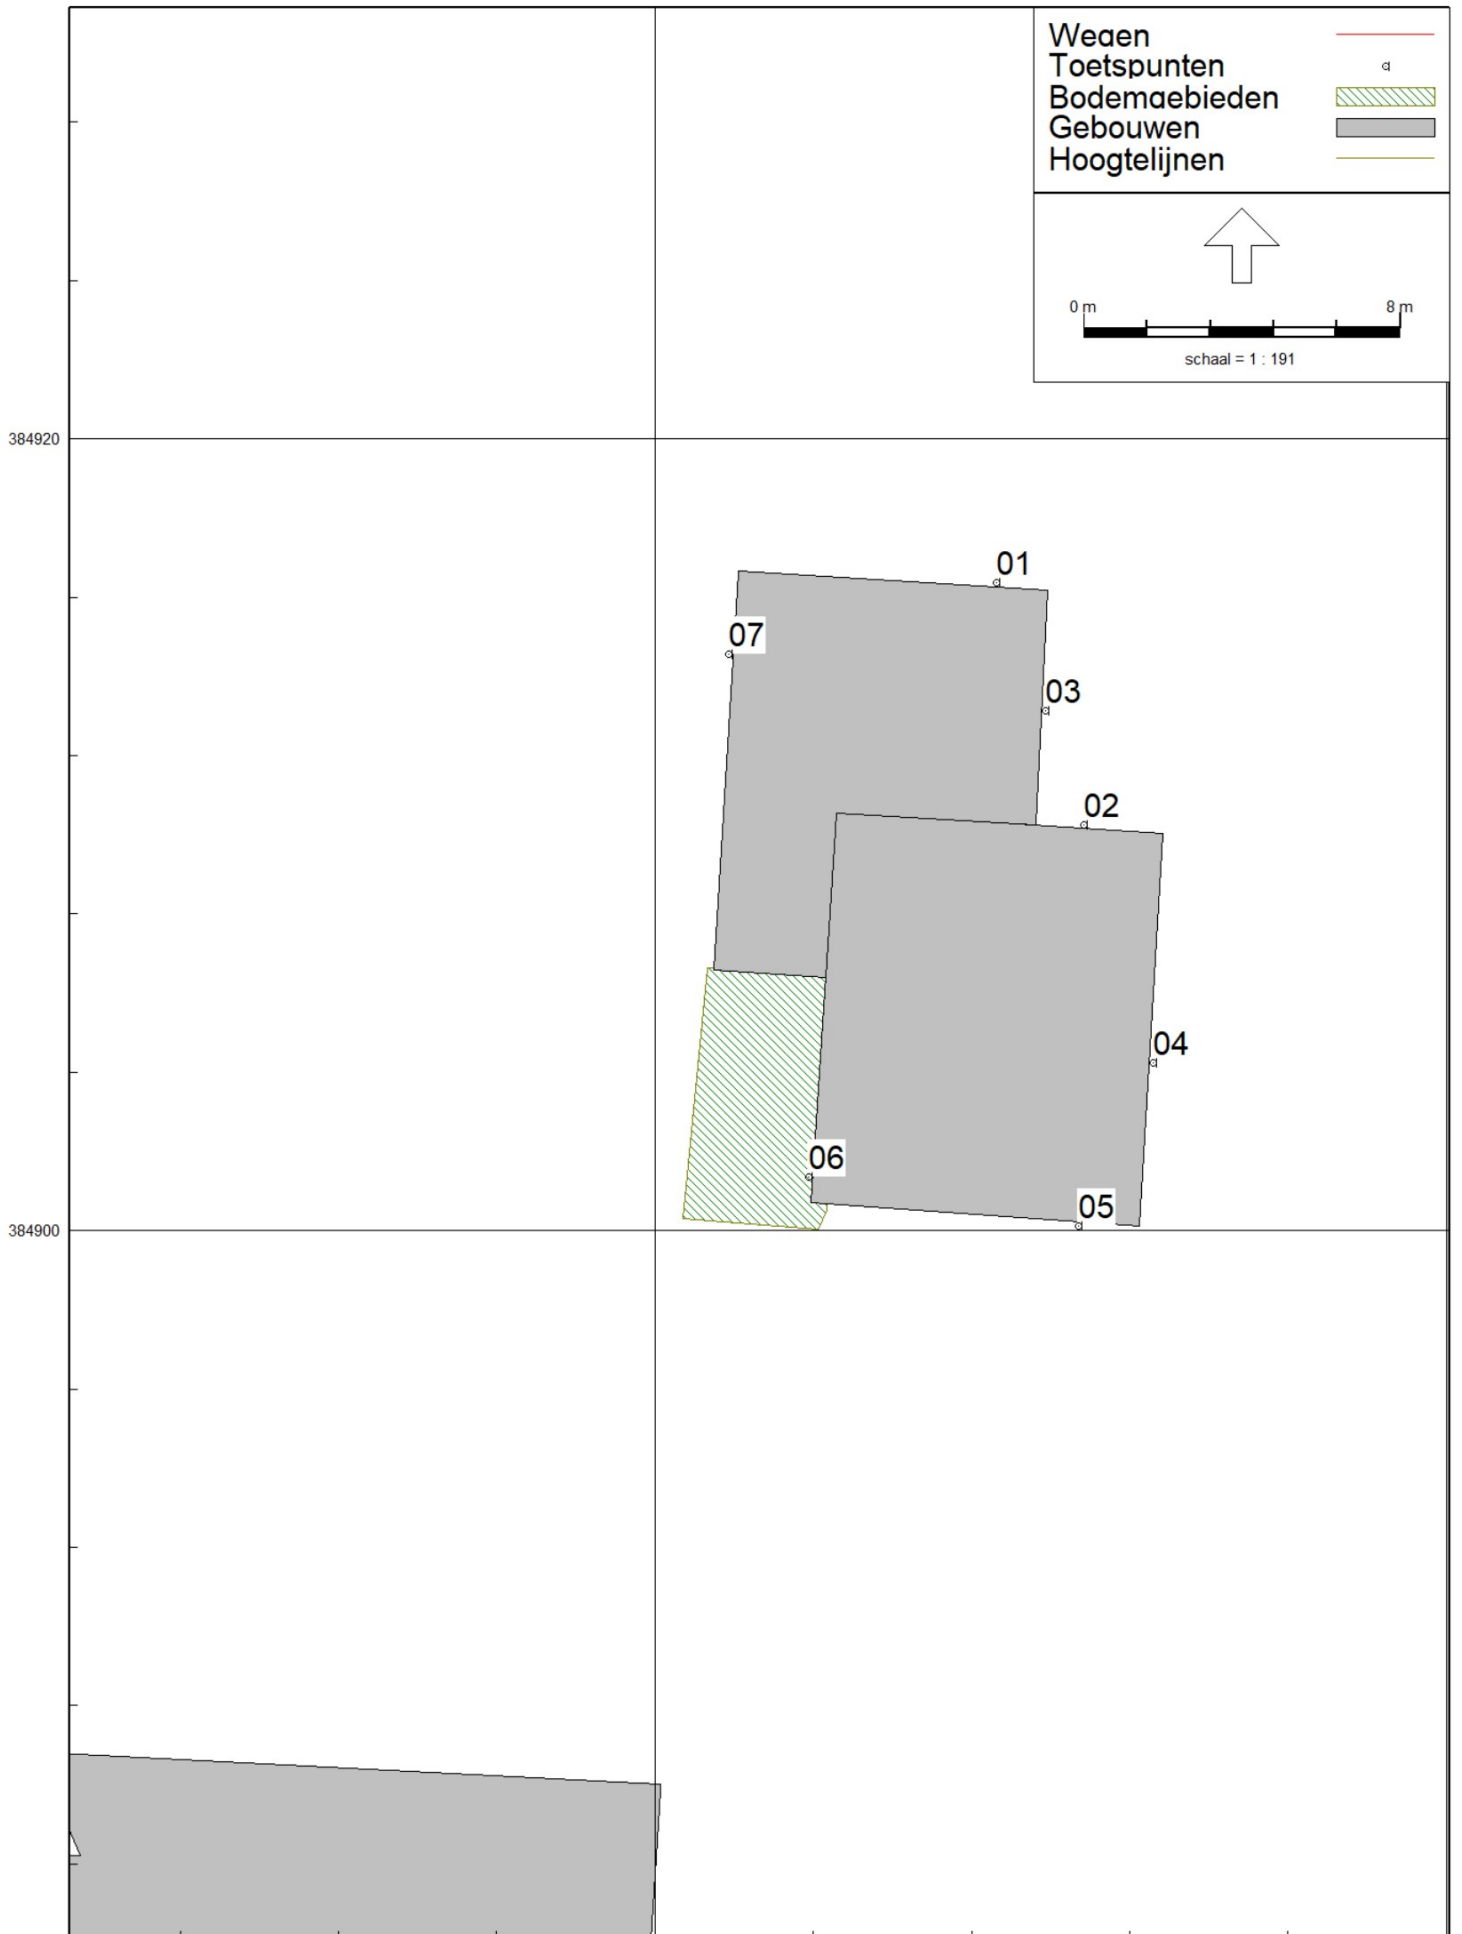 Wegen
Toetspunten
Bodemgebieden
Gebouwen
Hoogtelijnen
0 m 8 m
schaal = 1 : 191
384920
01
07
03
02
04
06
05
384900